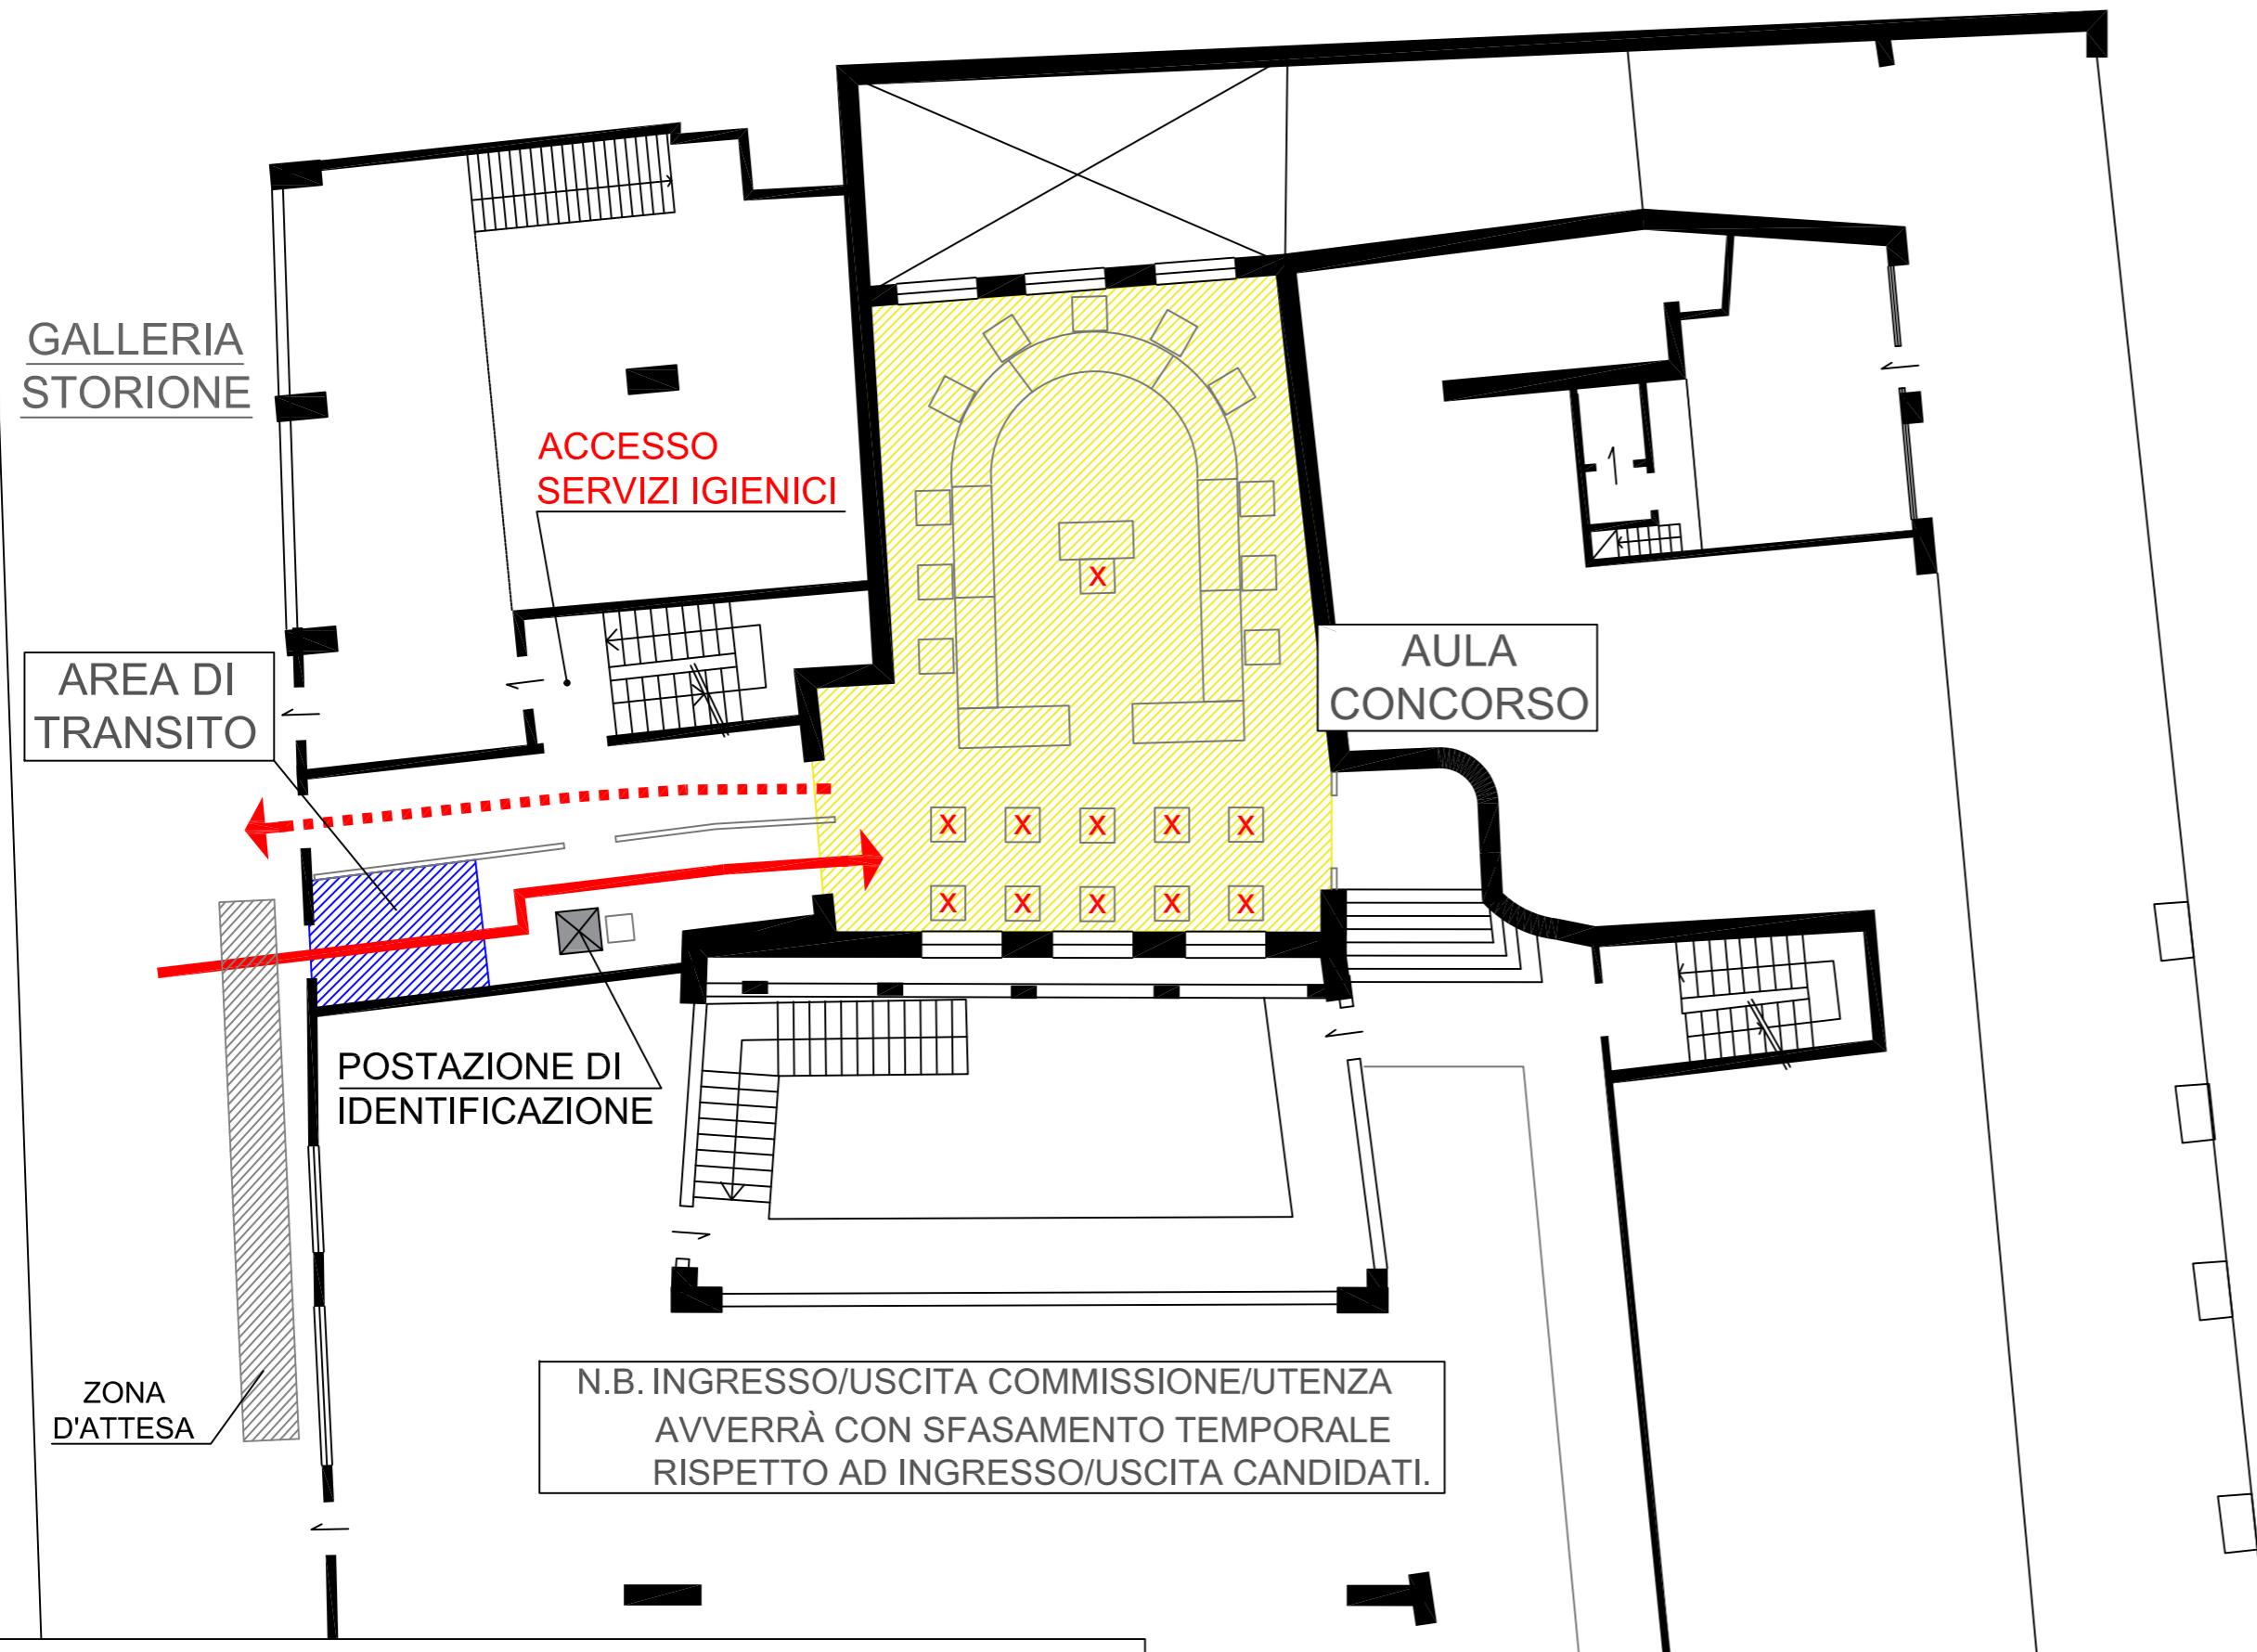 GALLERIA
STORIONE
ACCESSO
SERVIZI IGIENICI
AREA DI
TRANSITO
AULA
CONCORSO
X
X X X X X
X X X X X
POSTAZIONE DI
IDENTIFICAZIONE
ZONA
D'ATTESA
N.B. INGRESSO/USCITA COMMISSIONE/UTENZA
AVVERRÀ CON SFASAMENTO TEMPORALE
RISPETTO AD INGRESSO/USCITA CANDIDATI.